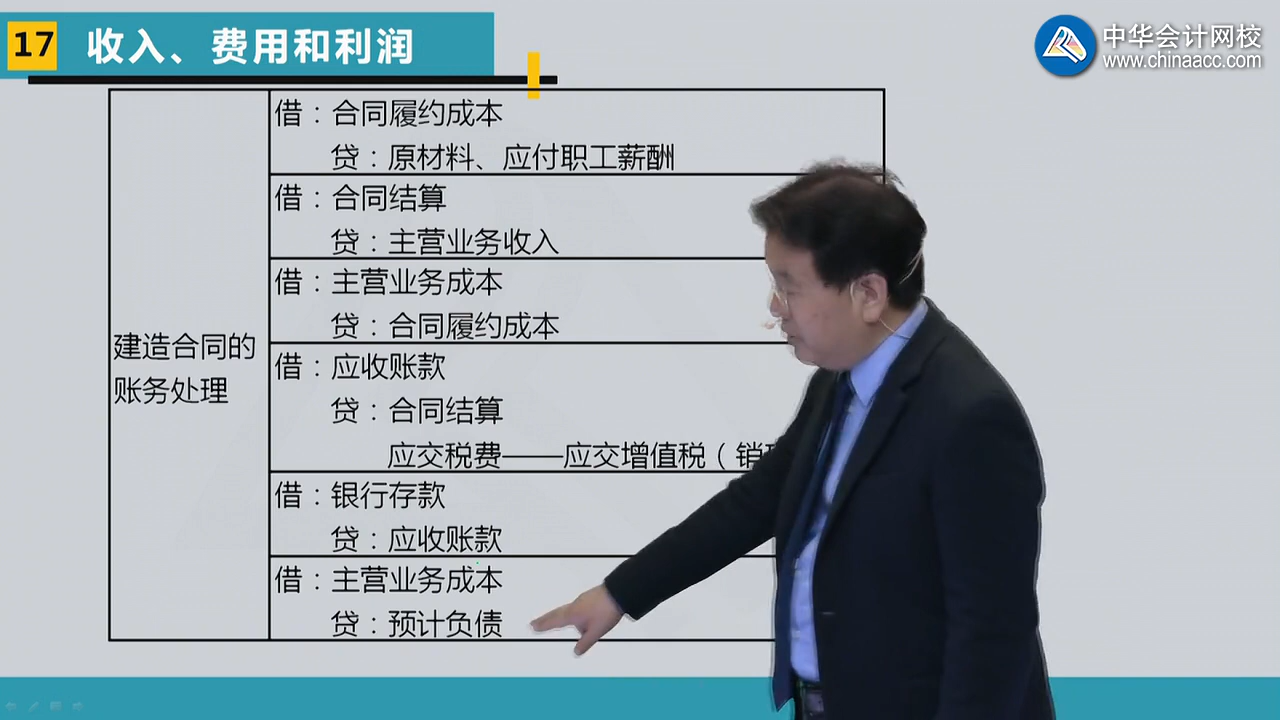 17 收入、费用和利润
中华会计网校
www.chinaacc.com
建造合同的
账务处理
借：合同履约成本
贷：原材料、应付职工薪酬
借：合同结算
贷：主营业务收入
借：主营业务成本
贷：合同履约成本
借：应收账款
贷：合同结算
应交税费——应交增值税（销
借：银行存款
贷：应收账款
借：主营业务成本
贷：预计负债